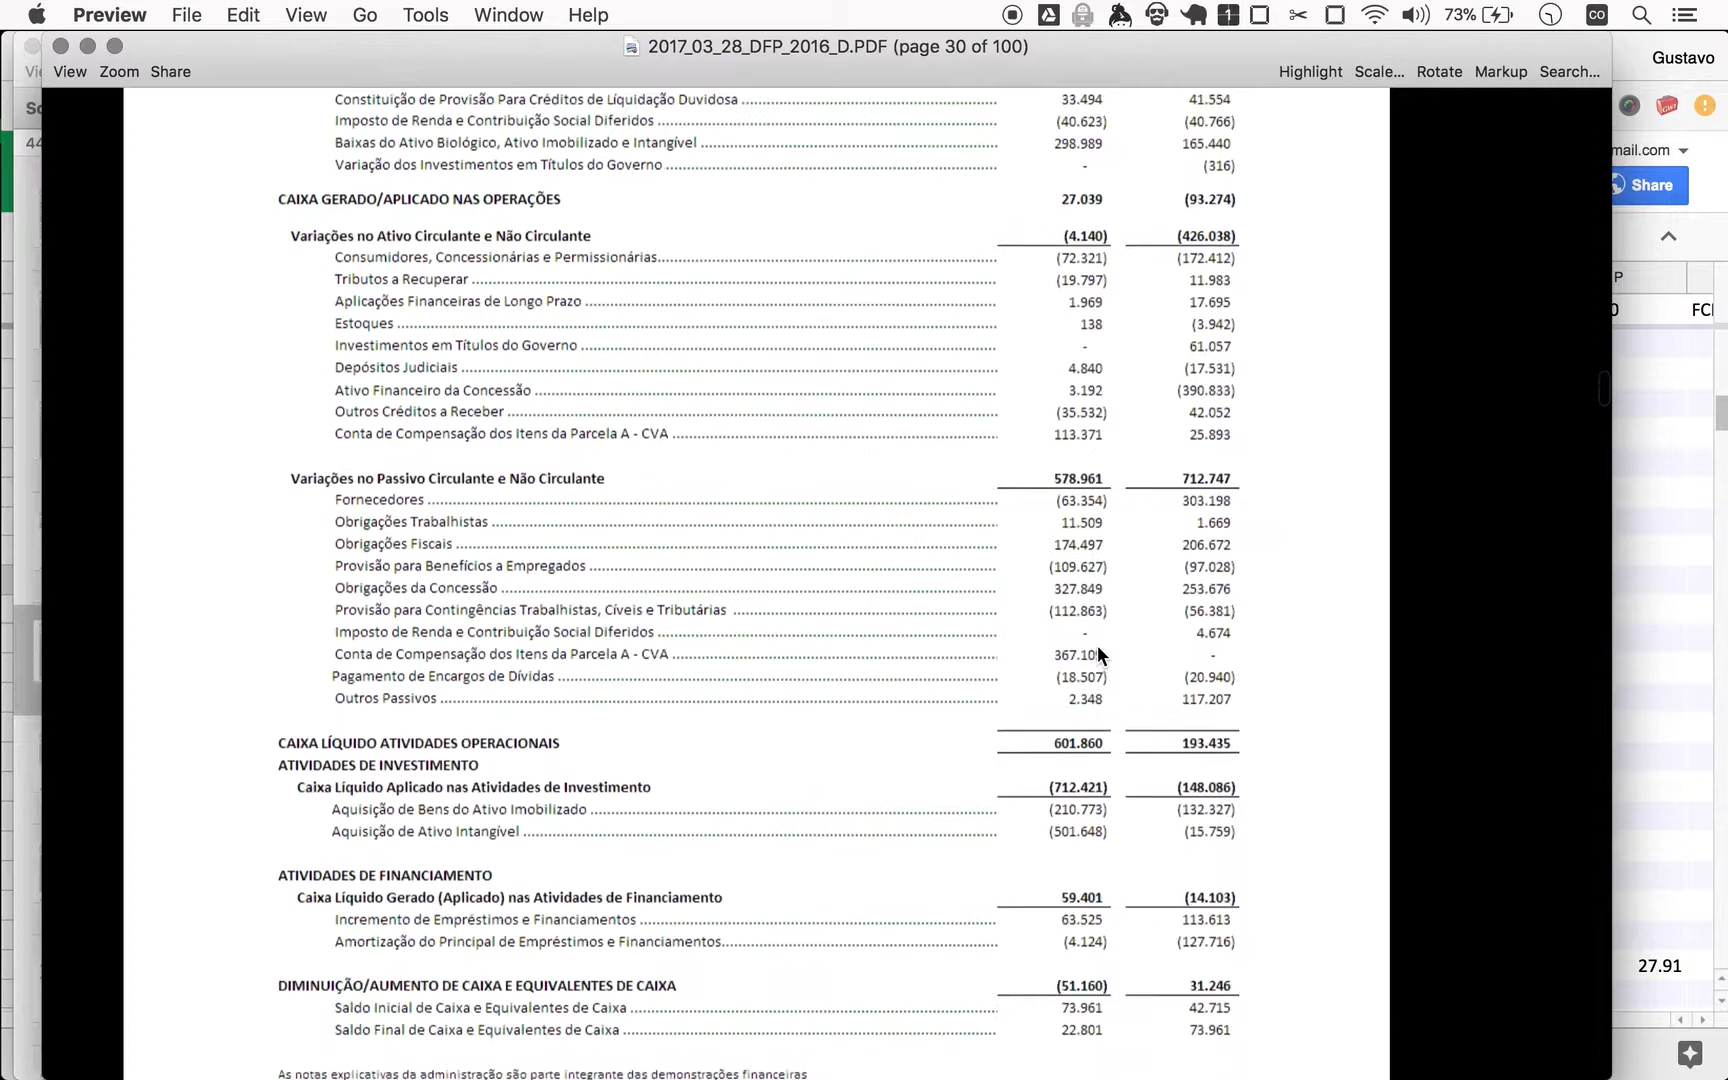 Preview File Edit View Go Tools Window Help 1 73% CO
2017_03_28_DFP_2016_D.PDF (page 30 of 100)
Gustavo
View Zoom Share Highlight Scale... Rotate Markup Search...
Constituição de Provisão Para Créditos de Líquidação Duvidosa 33.494 41.554
Imposto de Renda e Contribuição Social Diferidos (40.623) (40.766)
Baixas do Ativo Biológico, Ativo Imobilizado e Intangível 298.989 165.440
44
mail.com
Variação dos Investimentos em Títulos do Governo - (316)
Share
CAIXA GERADO/APLICADO NAS OPERAÇÕES 27.039 (93.274)
Variações no Ativo Circulante e Não Circulante (4.140) (426.038)
Consumidores, Concessionárias e Permissionárias (72.321) (172.412)
Tributos a Recuperar (19.797) 11.983
P
Aplicações Financeiras de Longo Prazo 1.969 17.695
0 FC
Estoques 138 (3.942)
Investimentos em Títulos do Governo - 61.057
Depósitos Judiciais 4.840 (17.531)
Ativo Financeiro da Concessão 3.192 (390.833)
Outros Créditos a Receber (35.532) 42.052
Conta de Compensação dos Itens da Parcela A - CVA 113.371 25.893
Variações no Passivo Circulante e Não Circulante 578.961 712.747
Fornecedores (63.354) 303.198
Obrigações Trabalhistas 11.509 1.669
Obrigações Fiscais 174.497 206.672
Provisão para Benefícios a Empregados (109.627) (97.028)
Obrigações da Concessão 327.849 253.676
Provisão para Contingências Trabalhistas, Cíveis e Tributárias (112.863) (56.381)
Imposto de Renda e Contribuição Social Diferidos - 4.674
Conta de Compensação dos Itens da Parcela A - CVA 367.10 -
Pagamento de Encargos de Dívidas (18.507) (20.940)
Outros Passivos 2.348 117.207
CAIXA LÍQUIDO ATIVIDADES OPERACIONAIS 601.860 193.435
ATIVIDADES DE INVESTIMENTO
Caixa Líquido Aplicado nas Atividades de Investimento (712.421) (148.086)
Aquisição de Bens do Ativo Imobilizado (210.773) (132.327)
Aquisição de Ativo Intangível (501.648) (15.759)
ATIVIDADES DE FINANCIAMENTO
Caixa Líquido Gerado (Aplicado) nas Atividades de Financiamento 59.401 (14.103)
Incremento de Empréstimos e Financiamentos 63.525 113.613
Amortização do Principal de Empréstimos e Financiamentos (4.124) (127.716)
27.91
DIMINUIÇÃO/AUMENTO DE CAIXA E EQUIVALENTES DE CAIXA (51.160) 31.246
Saldo Inicial de Caixa e Equivalentes de Caixa 73.961 42.715
Saldo Final de Caixa e Equivalentes de Caixa 22.801 73.961
As notas explicativas da administração são parte integrante das demonstrações financeiras